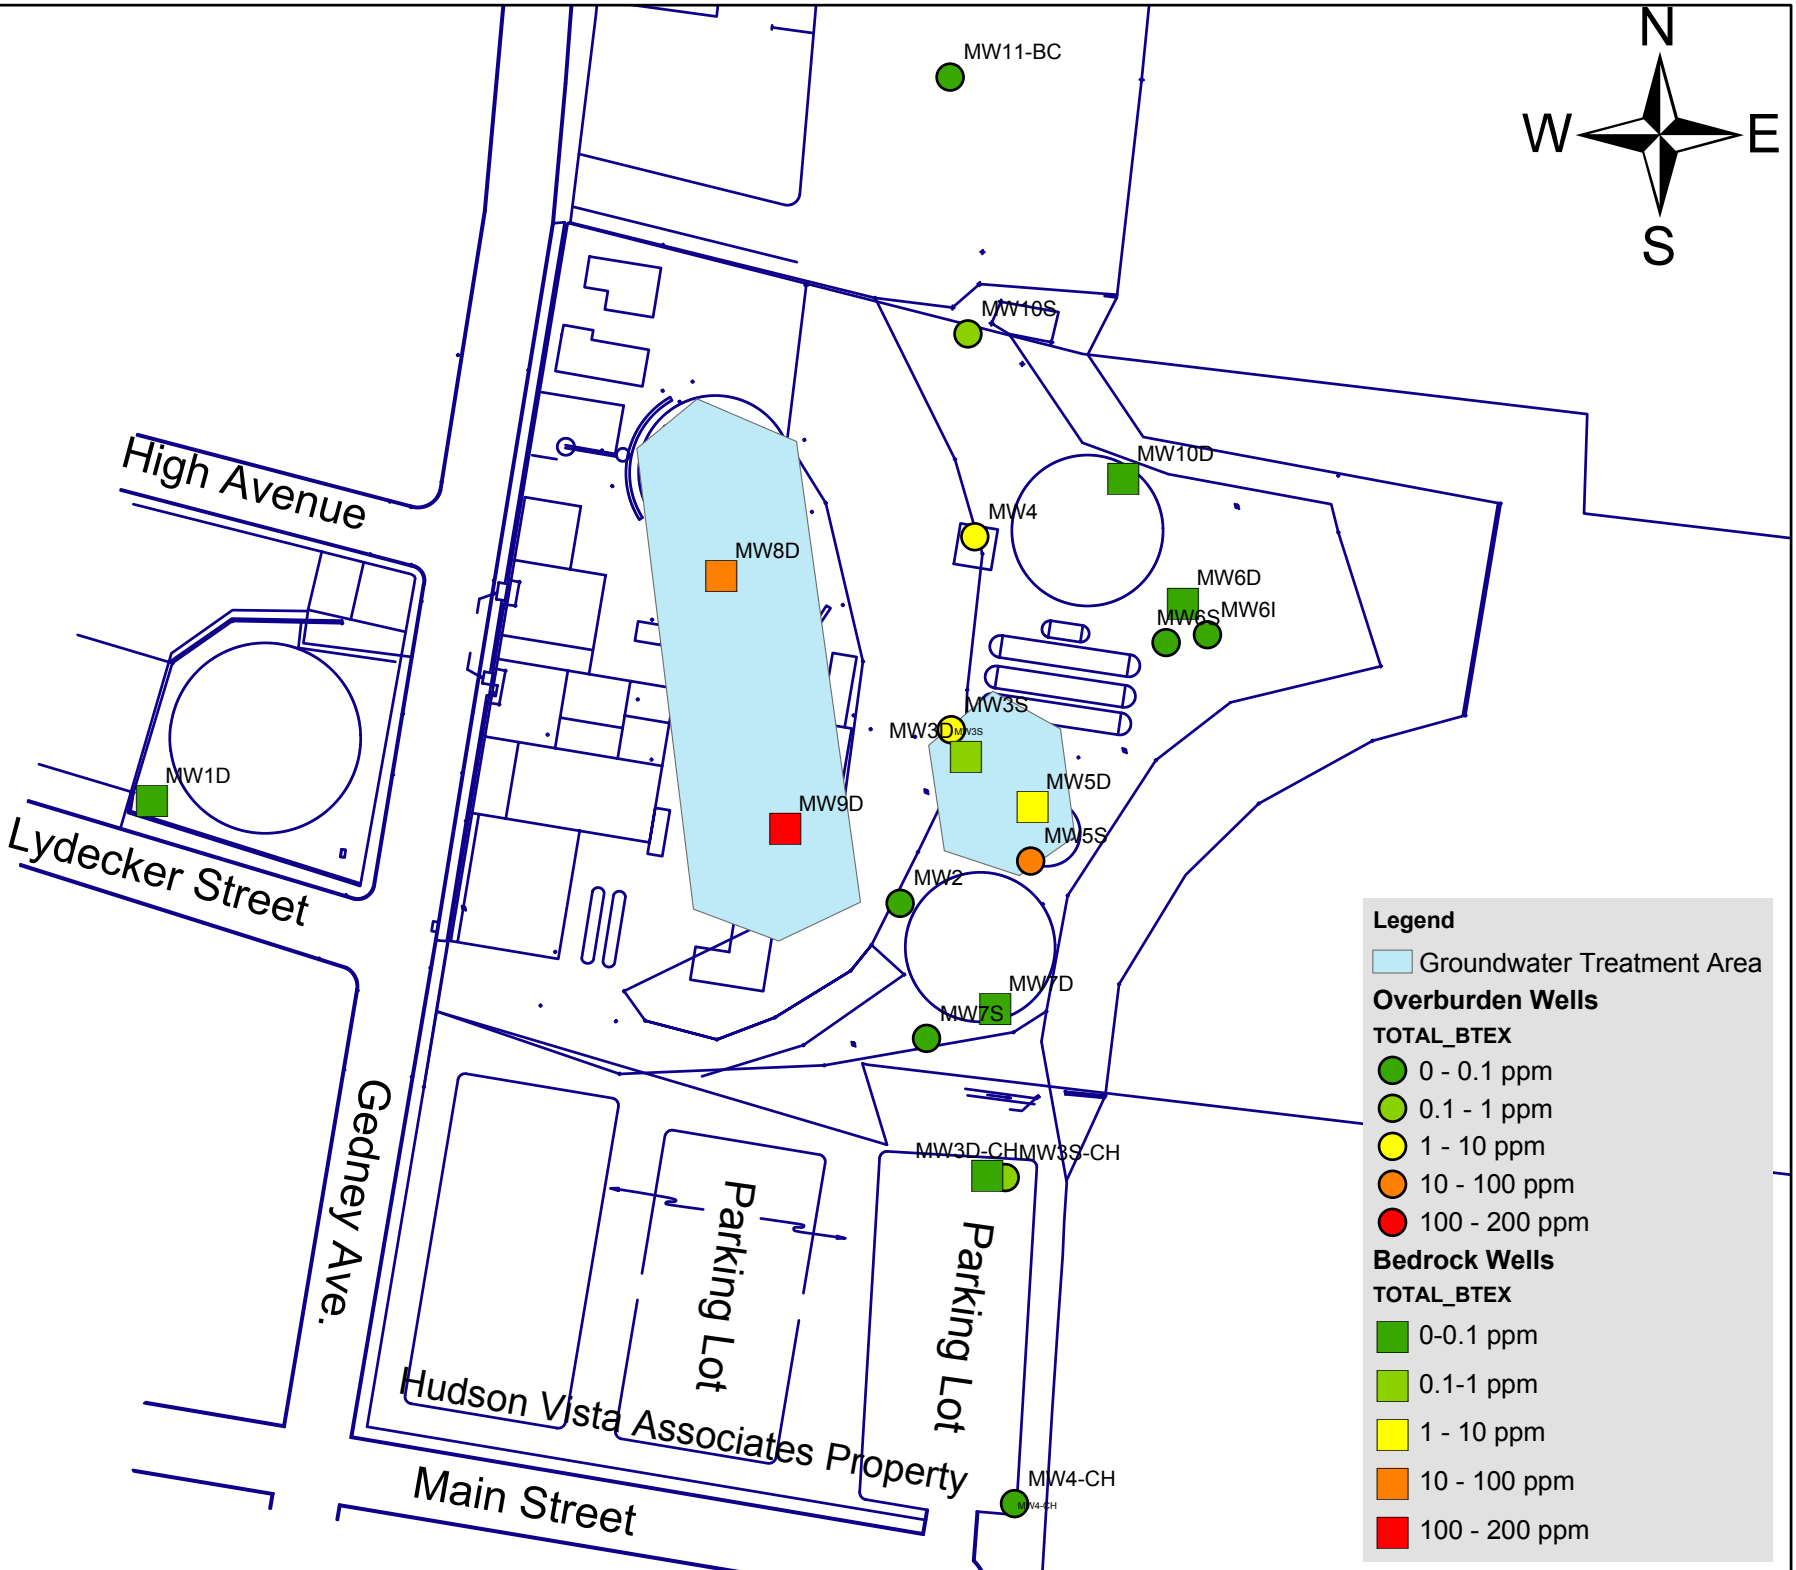 N
MW11-BC
W E
S
MW10S
High Avenue
MW10D
MW4
MW8D
MW6D
MW6S
MW6I
MW3S
MW3D
MW3S
MW1D
MW5D
MW9D
MW5S
Lydecker Street
MW2
MW7D
MW7S
Gedney Ave.
MW3D-CH
MW3S-CH
Parking Lot
Parking Lot
Hudson Vista Associates Property
Main Street
MW4-CH
MW4-CH
Legend
Groundwater Treatment Area
Overburden Wells
TOTAL_BTEX
0 - 0.1 ppm
0.1 - 1 ppm
1 - 10 ppm
10 - 100 ppm
100 - 200 ppm
Bedrock Wells
TOTAL_BTEX
0-0.1 ppm
0.1-1 ppm
1 - 10 ppm
10 - 100 ppm
100 - 200 ppm